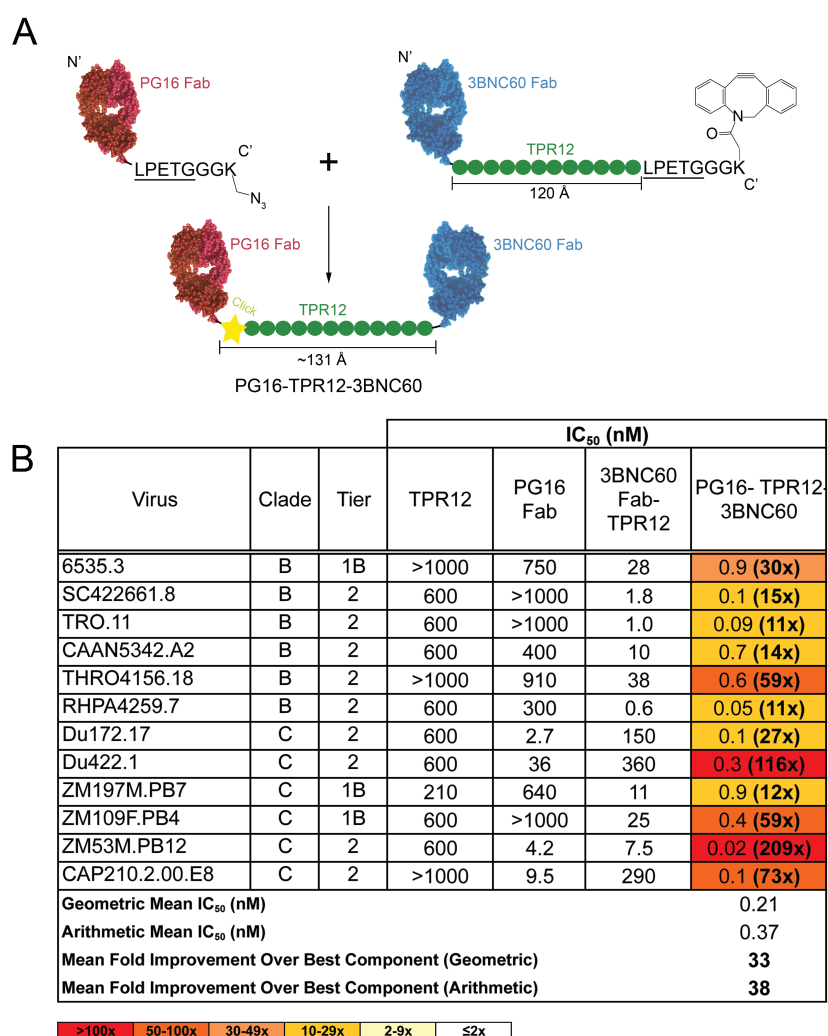 A
N'
PG16 Fab
LPETGGGK
C'
N3
+
N'
3BNC60 Fab
TPR12
120 Å
LPETGGGK
C'
N
O
PG16 Fab
3BNC60 Fab
Click
TPR12
~131 Å
PG16-TPR12-3BNC60
B
IC50 (nM)
Virus Clade Tier TPR12 PG16 Fab 3BNC60 Fab-TPR12 PG16- TPR12-3BNC60
6535.3 B 1B >1000 750 28 0.9 (30x)
SC422661.8 B 2 600 >1000 1.8 0.1 (15x)
TRO.11 B 2 600 >1000 1.0 0.09 (11x)
CAAN5342.A2 B 2 600 400 10 0.7 (14x)
THRO4156.18 B 2 >1000 910 38 0.6 (59x)
RHPA4259.7 B 2 600 300 0.6 0.05 (11x)
Du172.17 C 2 600 2.7 150 0.1 (27x)
Du422.1 C 2 600 36 360 0.3 (116x)
ZM197M.PB7 C 1B 210 640 11 0.9 (12x)
ZM109F.PB4 C 1B 600 >1000 25 0.4 (59x)
ZM53M.PB12 C 2 600 4.2 7.5 0.02 (209x)
CAP210.2.00.E8 C 2 >1000 9.5 290 0.1 (73x)
Geometric Mean IC50 (nM) 0.21
Arithmetic Mean IC50 (nM) 0.37
Mean Fold Improvement Over Best Component (Geometric) 33
Mean Fold Improvement Over Best Component (Arithmetic) 38
>100x 50-100x 30-49x 10-29x 2-9x ≤2x